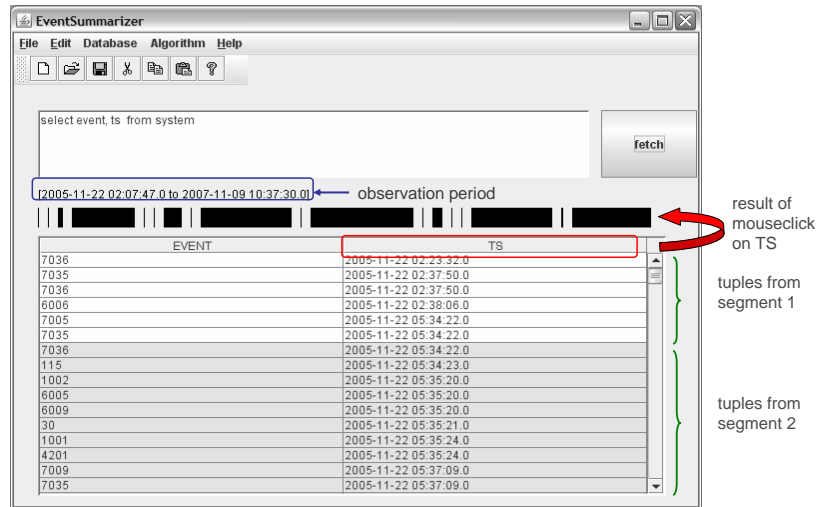 EventSummarizer
File Edit Database Algorithm Help
select event, ts from system
fetch
[2005-11-22 02:07:47.0 to 2007-11-09 10:37:30.0]
observation period
result of
mouseclick
on TS
EVENT TS
7036 2005-11-22 02:23:32.0
7035 2005-11-22 02:37:50.0
7036 2005-11-22 02:37:50.0
6006 2005-11-22 02:38:06.0
7005 2005-11-22 05:34:22.0
7035 2005-11-22 05:34:22.0
tuples from
segment 1
7036 2005-11-22 05:34:22.0
115 2005-11-22 05:34:23.0
1002 2005-11-22 05:35:20.0
6005 2005-11-22 05:35:20.0
6009 2005-11-22 05:35:20.0
30 2005-11-22 05:35:21.0
1001 2005-11-22 05:35:24.0
4201 2005-11-22 05:35:24.0
7009 2005-11-22 05:37:09.0
7035 2005-11-22 05:37:09.0
tuples from
segment 2